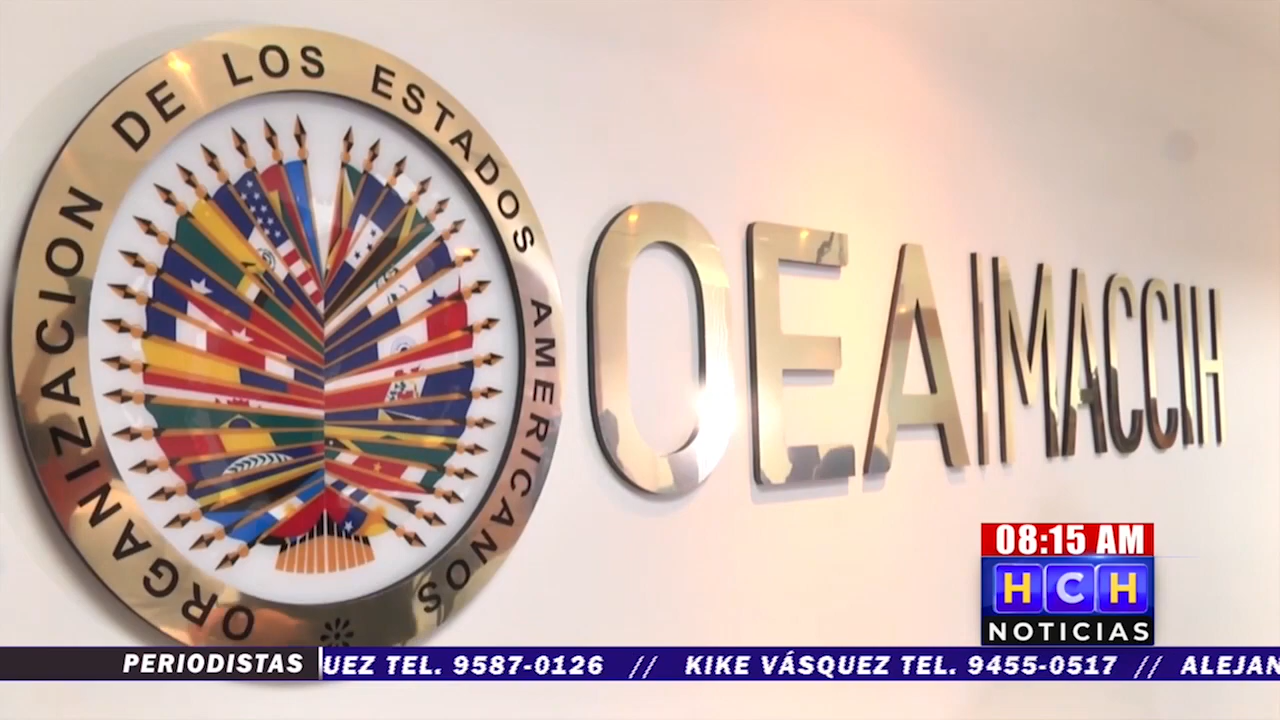 ORGANIZACION DE LOS ESTADOS AMERICANOS
OEA | MACCIH
08:15 AM
HCH
NOTICIAS
PERIODISTAS
UEZ TEL. 9587-0126 // KIKE VÁSQUEZ TEL. 9455-0517 // ALEJAN